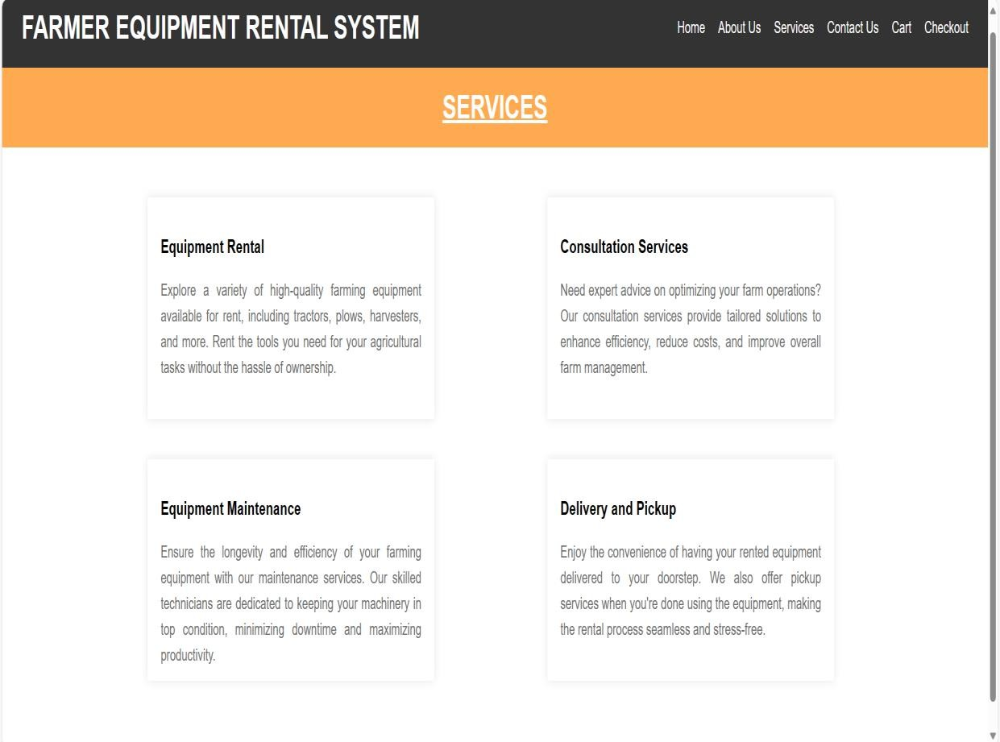 FARMER EQUIPMENT RENTAL SYSTEM
Home About Us Services Contact Us Cart Checkout
SERVICES
Equipment Rental
Explore a variety of high-quality farming equipment
available for rent, including tractors, plows, harvesters,
and more. Rent the tools you need for your agricultural
tasks without the hassle of ownership.
Consultation Services
Need expert advice on optimizing your farm operations?
Our consultation services provide tailored solutions to
enhance efficiency, reduce costs, and improve overall
farm management.
Equipment Maintenance
Ensure the longevity and efficiency of your farming
equipment with our maintenance services. Our skilled
technicians are dedicated to keeping your machinery in
top condition, minimizing downtime and maximizing
productivity.
Delivery and Pickup
Enjoy the convenience of having your rented equipment
delivered to your doorstep. We also offer pickup
services when you're done using the equipment, making
the rental process seamless and stress-free.